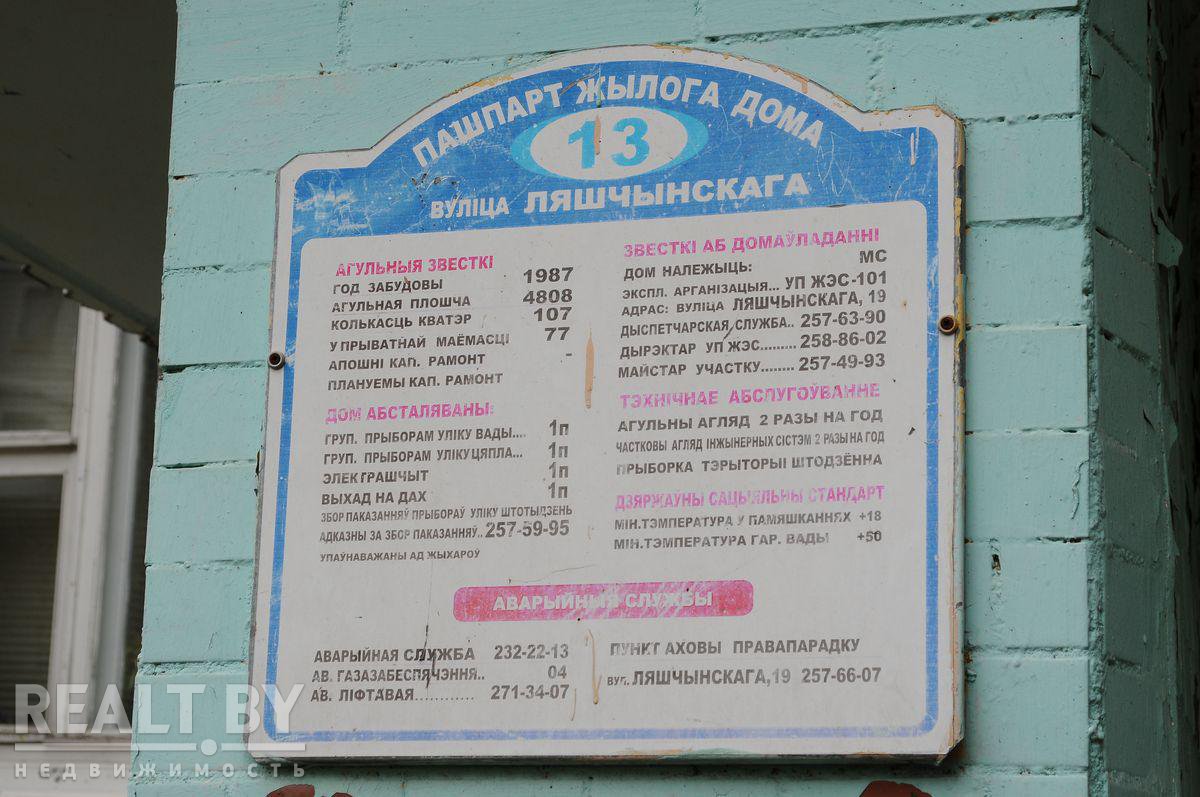 ПАШПАРТ ЖЫЛОГА ДОМА
13
ВУЛІЦА ЛЯШЧЫНСКАГА
АГУЛЬНЫЯ ЗВЕСТКІ
ГОД ЗАБУДОВЫ 1987
АГУЛЬНАЯ ПЛОШЧА 4808
КОЛЬКАСЦЬ КВАТЭР 107
У ПРЫВАТНАЙ МАЁМАСЦІ 77
АПОШНІ КАП. РАМОНТ -
ПЛАНУЕМЫ КАП. РАМОНТ
ДОМ АБСТАЛЯВАНЫ:
ГРУП. ПРЫБОРАМ УЛІКУ ВАДЫ.... 1п
ГРУП. ПРЫБОРАМ УЛІКУ ЦЯПЛА... 1п
ЭЛЕКТРАШЧЫТ 1п
ВЫХАД НА ДАХ 1п
ЗБОР ПАКАЗАННЯЎ ПРЫБОРАЎ УЛІКУ ШТОТЫДЗЕНЬ
АДКАЗНЫ ЗА ЗБОР ПАКАЗАННЯЎ.. 257-59-95
УПАЎНАВАЖАНЫ АД ЖЫХАРОЎ
ЗВЕСТКІ АБ ДОМАЎЛАДАННІ
ДОМ НАЛЕЖЫЦЬ: МС
ЭКСПЛ. АРГАНІЗАЦЫЯ... УП ЖЭС-101
АДРАС: ВУЛІЦА ЛЯШЧЫНСКАГА, 19
ДЫСПЕТЧАРСКАЯ СЛУЖБА.. 257-63-90
ДЫРЭКТАР УП ЖЭС......... 258-86-02
МАЙСТАР УЧАСТКУ........ 257-49-93
ТЭХНІЧНАЕ АБСЛУГОЎВАННЕ
АГУЛЬНЫ АГЛЯД 2 РАЗЫ НА ГОД
ЧАСТКОВЫ АГЛЯД ІНЖЫНЕРНЫХ СІСТЭМ 2 РАЗЫ НА ГОД
ПРЫБОРКА ТЭРЫТОРЫІ ШТОДЗЁННА
ДЗЯРЖАЎНЫ САЦЫЯЛЬНЫ СТАНДАРТ
МІН.ТЭМПЕРАТУРА У ПАМЯШКАННЯХ +18
МІН.ТЭМПЕРАТУРА ГАР. ВАДЫ +50
АВАРЫЙНЫЯ СЛУЖБЫ
АВАРЫЙНАЯ СЛУЖБА 232-22-13
АВ. ГАЗАЗАБЕСПЯЧЭННЯ.. 04
АВ. ЛІФТАВАЯ............ 271-34-07
ПУНКТ АХОВЫ ПРАВАПАРАДКУ
ВУЛ. ЛЯШЧЫНСКАГА,19 257-66-07
REALT.BY
НЕДВИЖИМОСТЬ